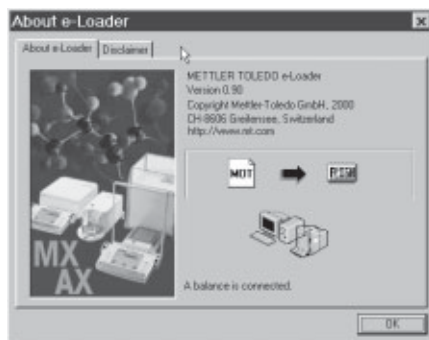 About e-Loader
About e-Loader Disclaimer
METTLER TOLEDO e-Loader
Version 0.90
Copyright Mettler-Toledo GmbH, 2000
CH-8606 Greifensee, Switzerland
http://www.mt.com
MOT
FLASH
MX
AX
A balance is connected.
OK